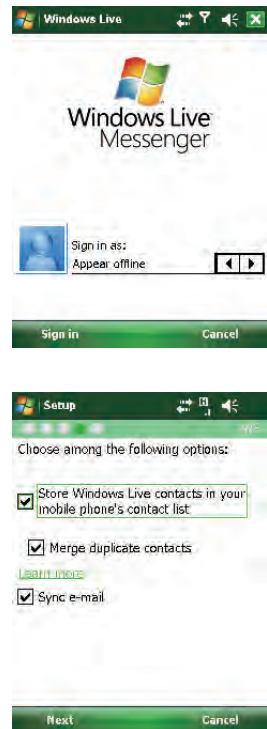 Windows Live
Windows Live
Messenger
Sign in as:
Appear offline
Sign in Cancel
Setup
Choose among the following options:
Store Windows Live contacts in your
mobile phone's contact list
Merge duplicate contacts
Learn more
Sync e-mail
Next Cancel